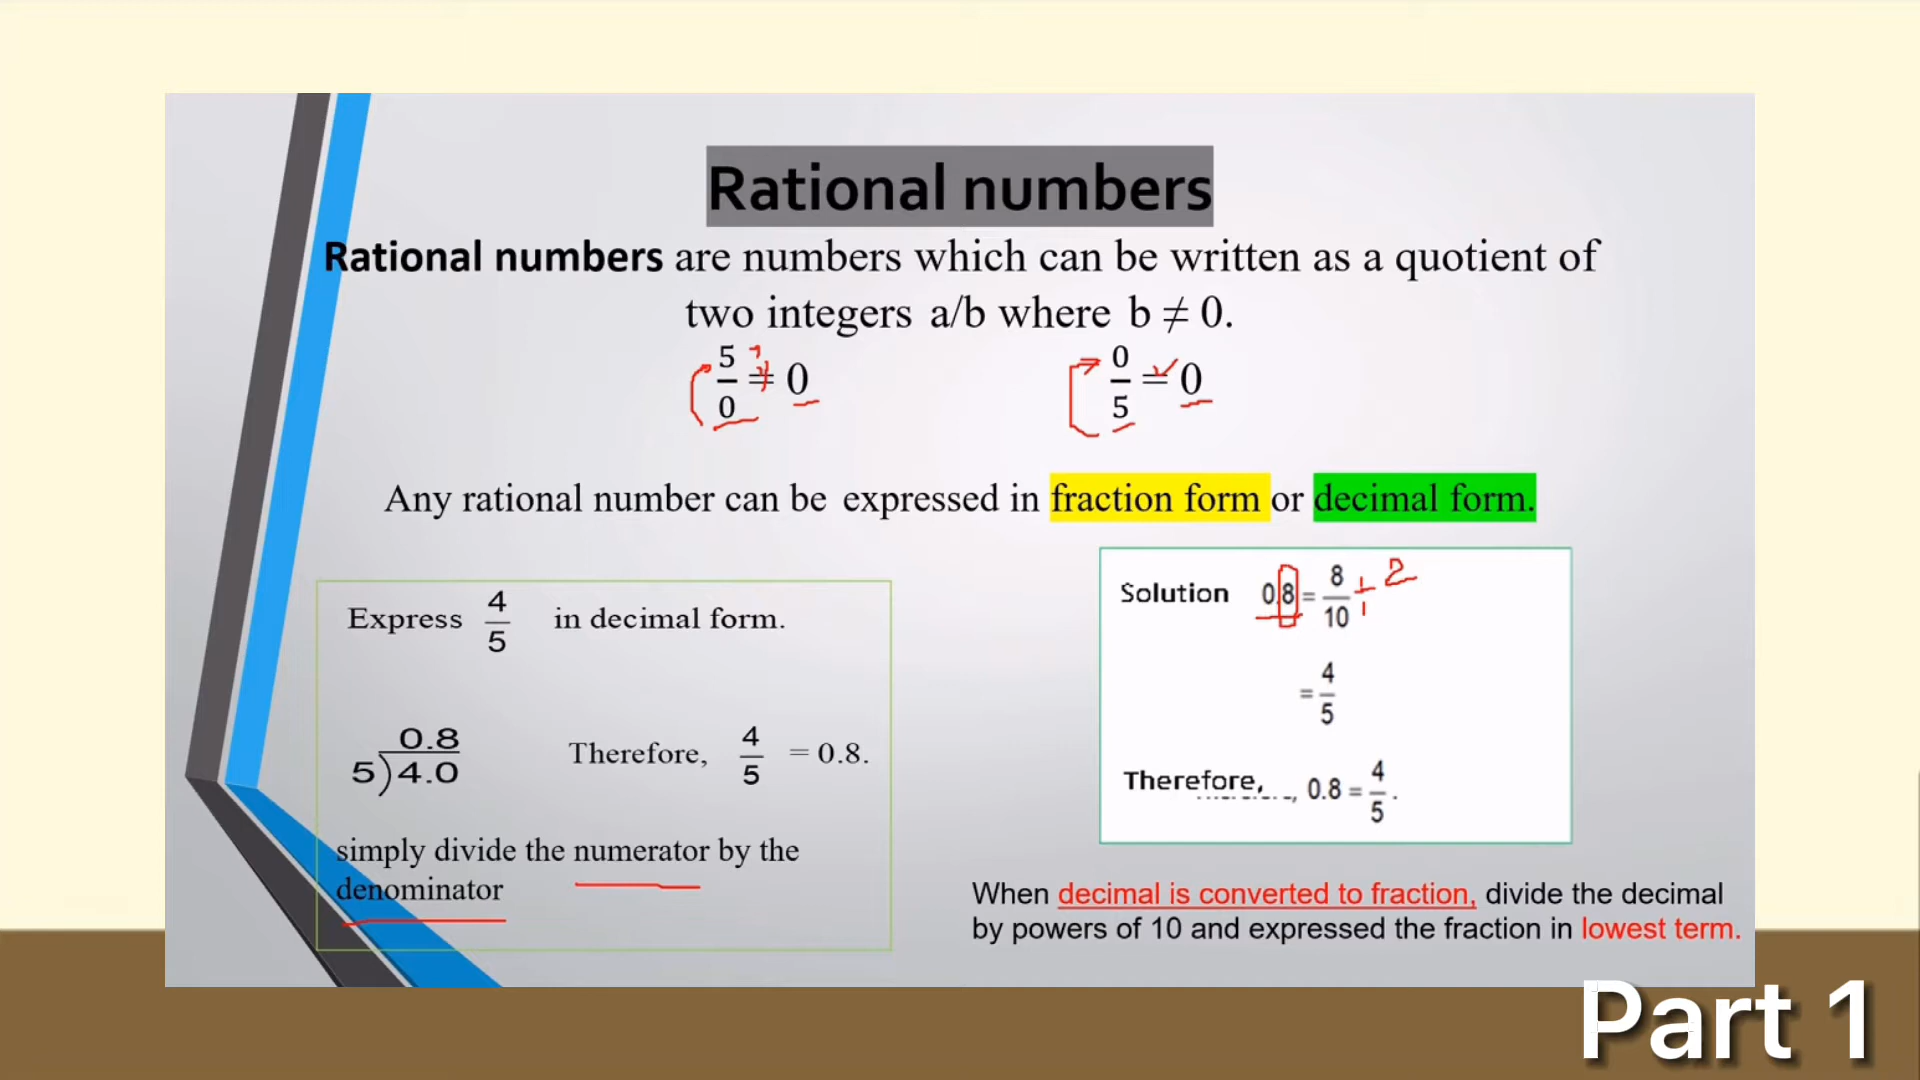 Rational numbers
Rational numbers are numbers which can be written as a quotient of
two integers a/b where b ≠ 0.
5/0 = 0
0/5 = 0
Any rational number can be expressed in fraction form or decimal form.
Express 4/5 in decimal form.
0.8
5)4.0
Therefore, 4/5 = 0.8.
simply divide the numerator by the
denominator
Solution 0.8 = 8/10 ÷ 2
= 4/5
Therefore, 0.8 = 4/5.
When decimal is converted to fraction, divide the decimal
by powers of 10 and expressed the fraction in lowest term.
Part 1